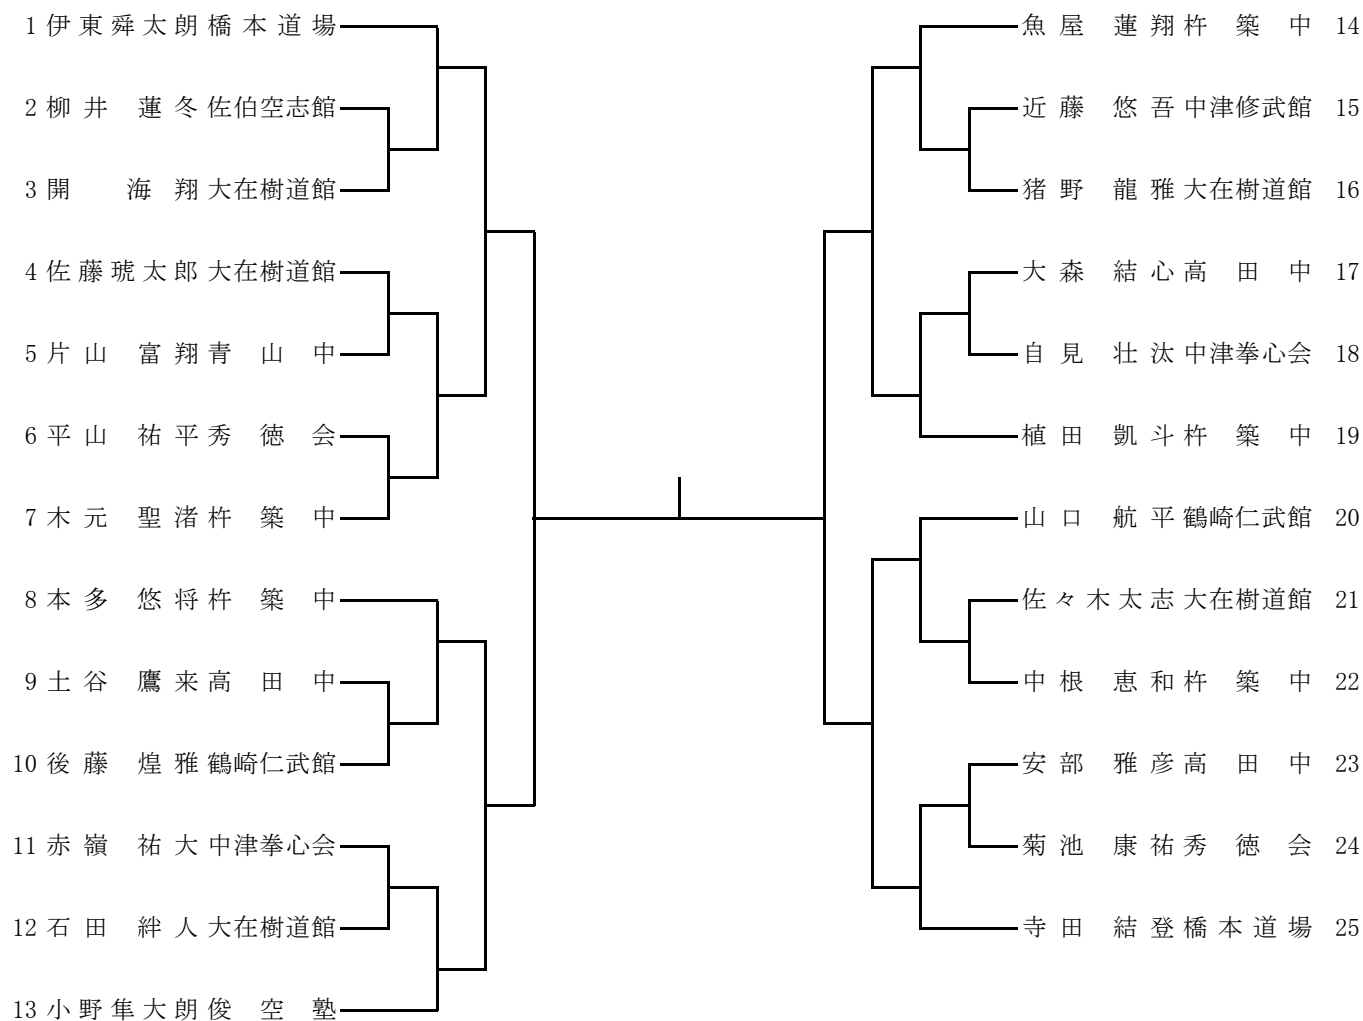 1 伊東舜太朗 橋本道場
2 柳井 蓮冬 佐伯空志館
3 開 海翔 大在樹道館
4 佐藤琥太郎 大在樹道館
5 片山 富翔 青山中
6 平山 祐平 秀徳会
7 木元 聖渚 杵築中
8 本多 悠将 杵築中
9 土谷 鷹来 高田中
10 後藤 煌雅 鶴崎仁武館
11 赤嶺 祐大 中津拳心会
12 石田 絆人 大在樹道館
13 小野隼大朗 俊空塾
魚屋 蓮翔 杵築中 14
近藤 悠吾 中津修武館 15
猪野 龍雅 大在樹道館 16
大森 結心 高田中 17
自見 壮汰 中津拳心会 18
植田 凱斗 杵築中 19
山口 航平 鶴崎仁武館 20
佐々木太志 大在樹道館 21
中根 恵和 杵築中 22
安部 雅彦 高田中 23
菊池 康祐 秀徳会 24
寺田 結登 橋本道場 25